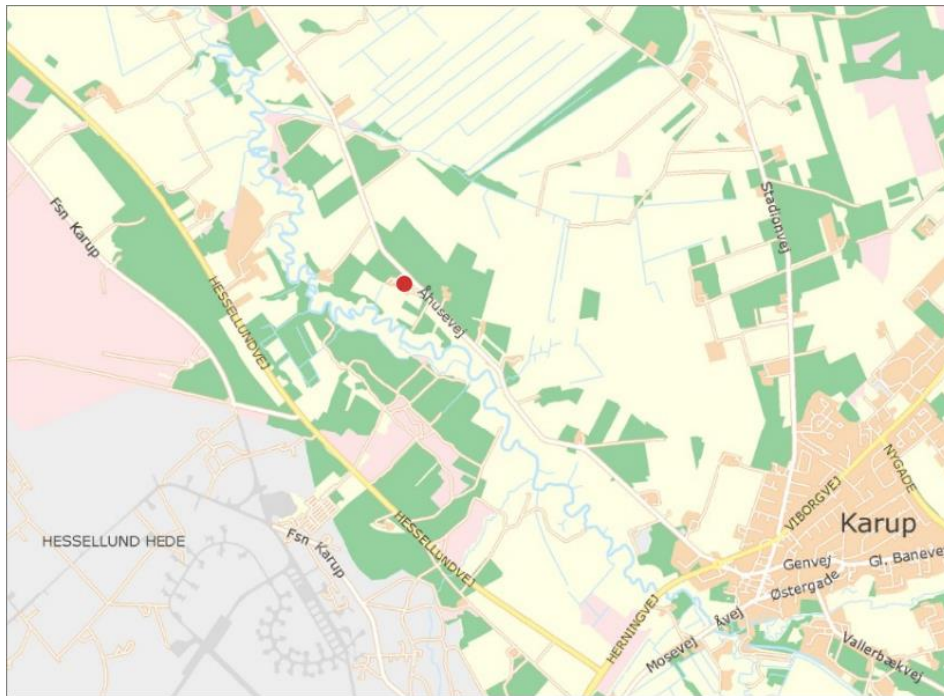 Fsn Karup
Stadionvej
HESSELLUNDVEJ
Åhusevej
NYGADE
VIBORGVEJ
Karup
HESSELLUNDVEJ
HESSELLUND HEDE
Fsn Karup
Genvej
Gl. Banevej
Østergade
Åvej
HERNINGVEJ
Mosevej
Vallerbækvej